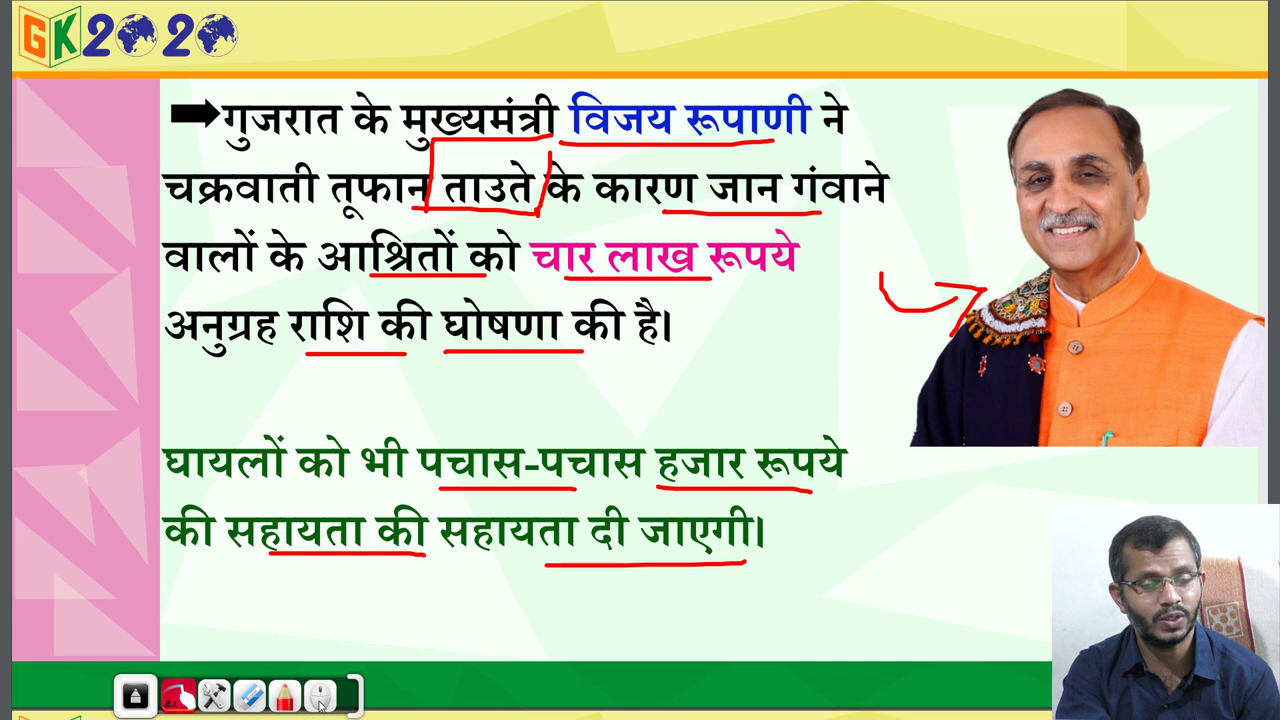 GK2020
➡गुजरात के मुख्यमंत्री विजय रूपाणी ने
चक्रवाती तूफान ताउते के कारण जान गंवाने
वालों के आश्रितों को चार लाख रूपये
अनुग्रह राशि की घोषणा की है।
घायलों को भी पचास-पचास हजार रूपये
की सहायता की सहायता दी जाएगी।